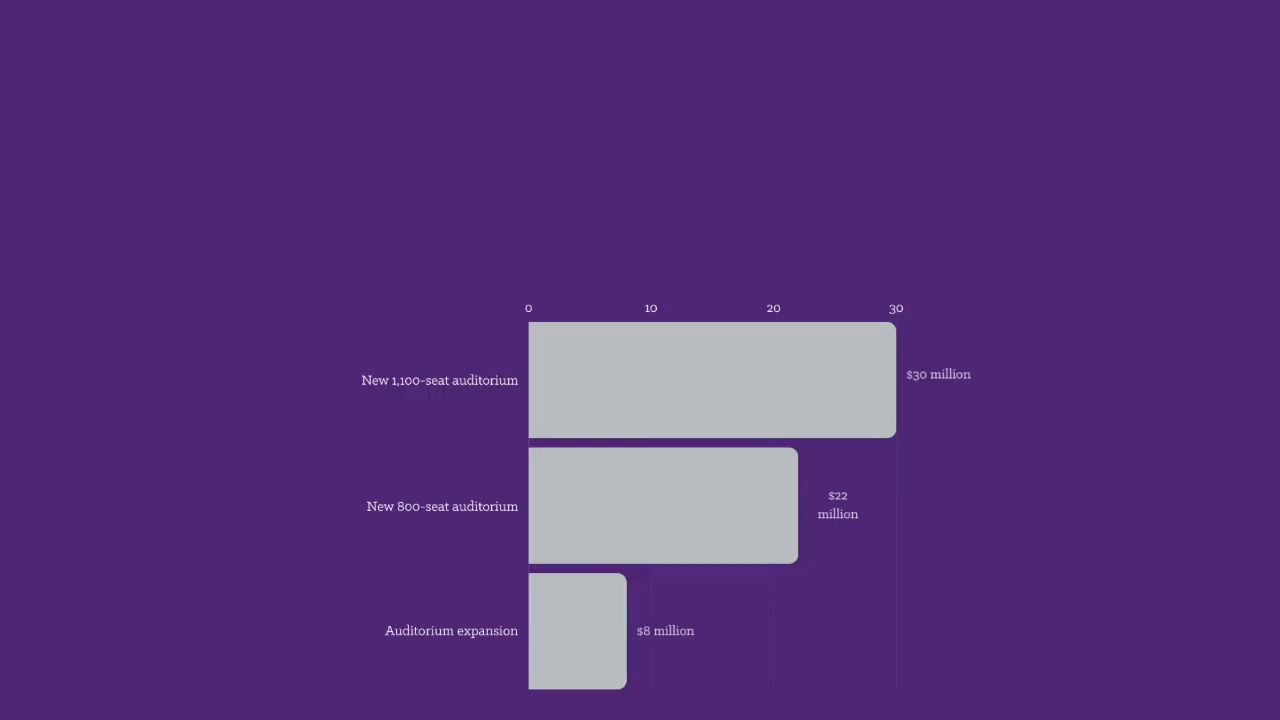 0 10 20 30
New 1,100-seat auditorium
$30 million
New 800-seat auditorium
$22
million
Auditorium expansion
$8 million